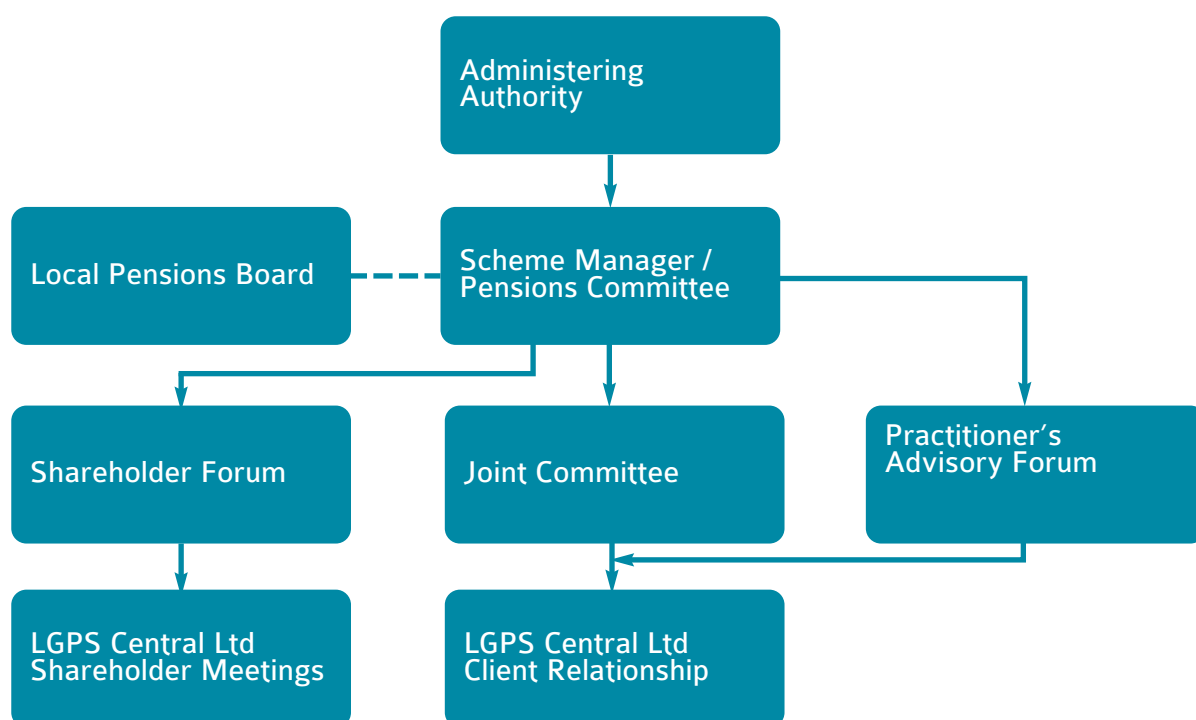 Administering
Authority
Local Pensions Board
Scheme Manager /
Pensions Committee
Shareholder Forum
Joint Committee
Practitioner's
Advisory Forum
LGPS Central Ltd
Shareholder Meetings
LGPS Central Ltd
Client Relationship